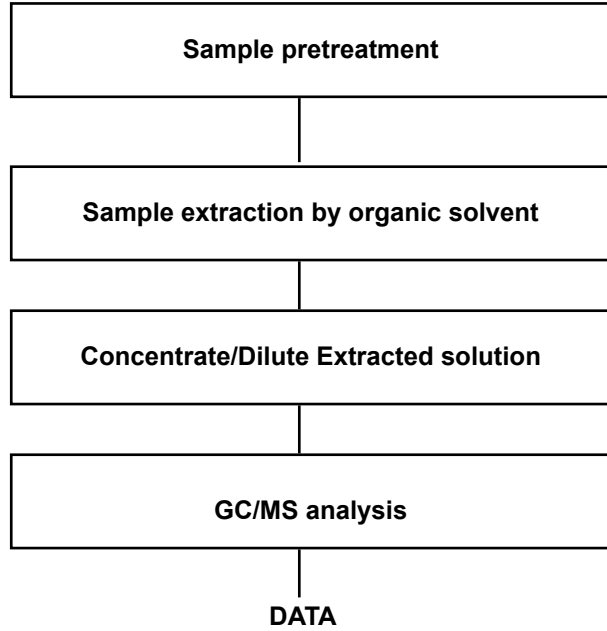 Sample pretreatment
Sample extraction by organic solvent
Concentrate/Dilute Extracted solution
GC/MS analysis
DATA